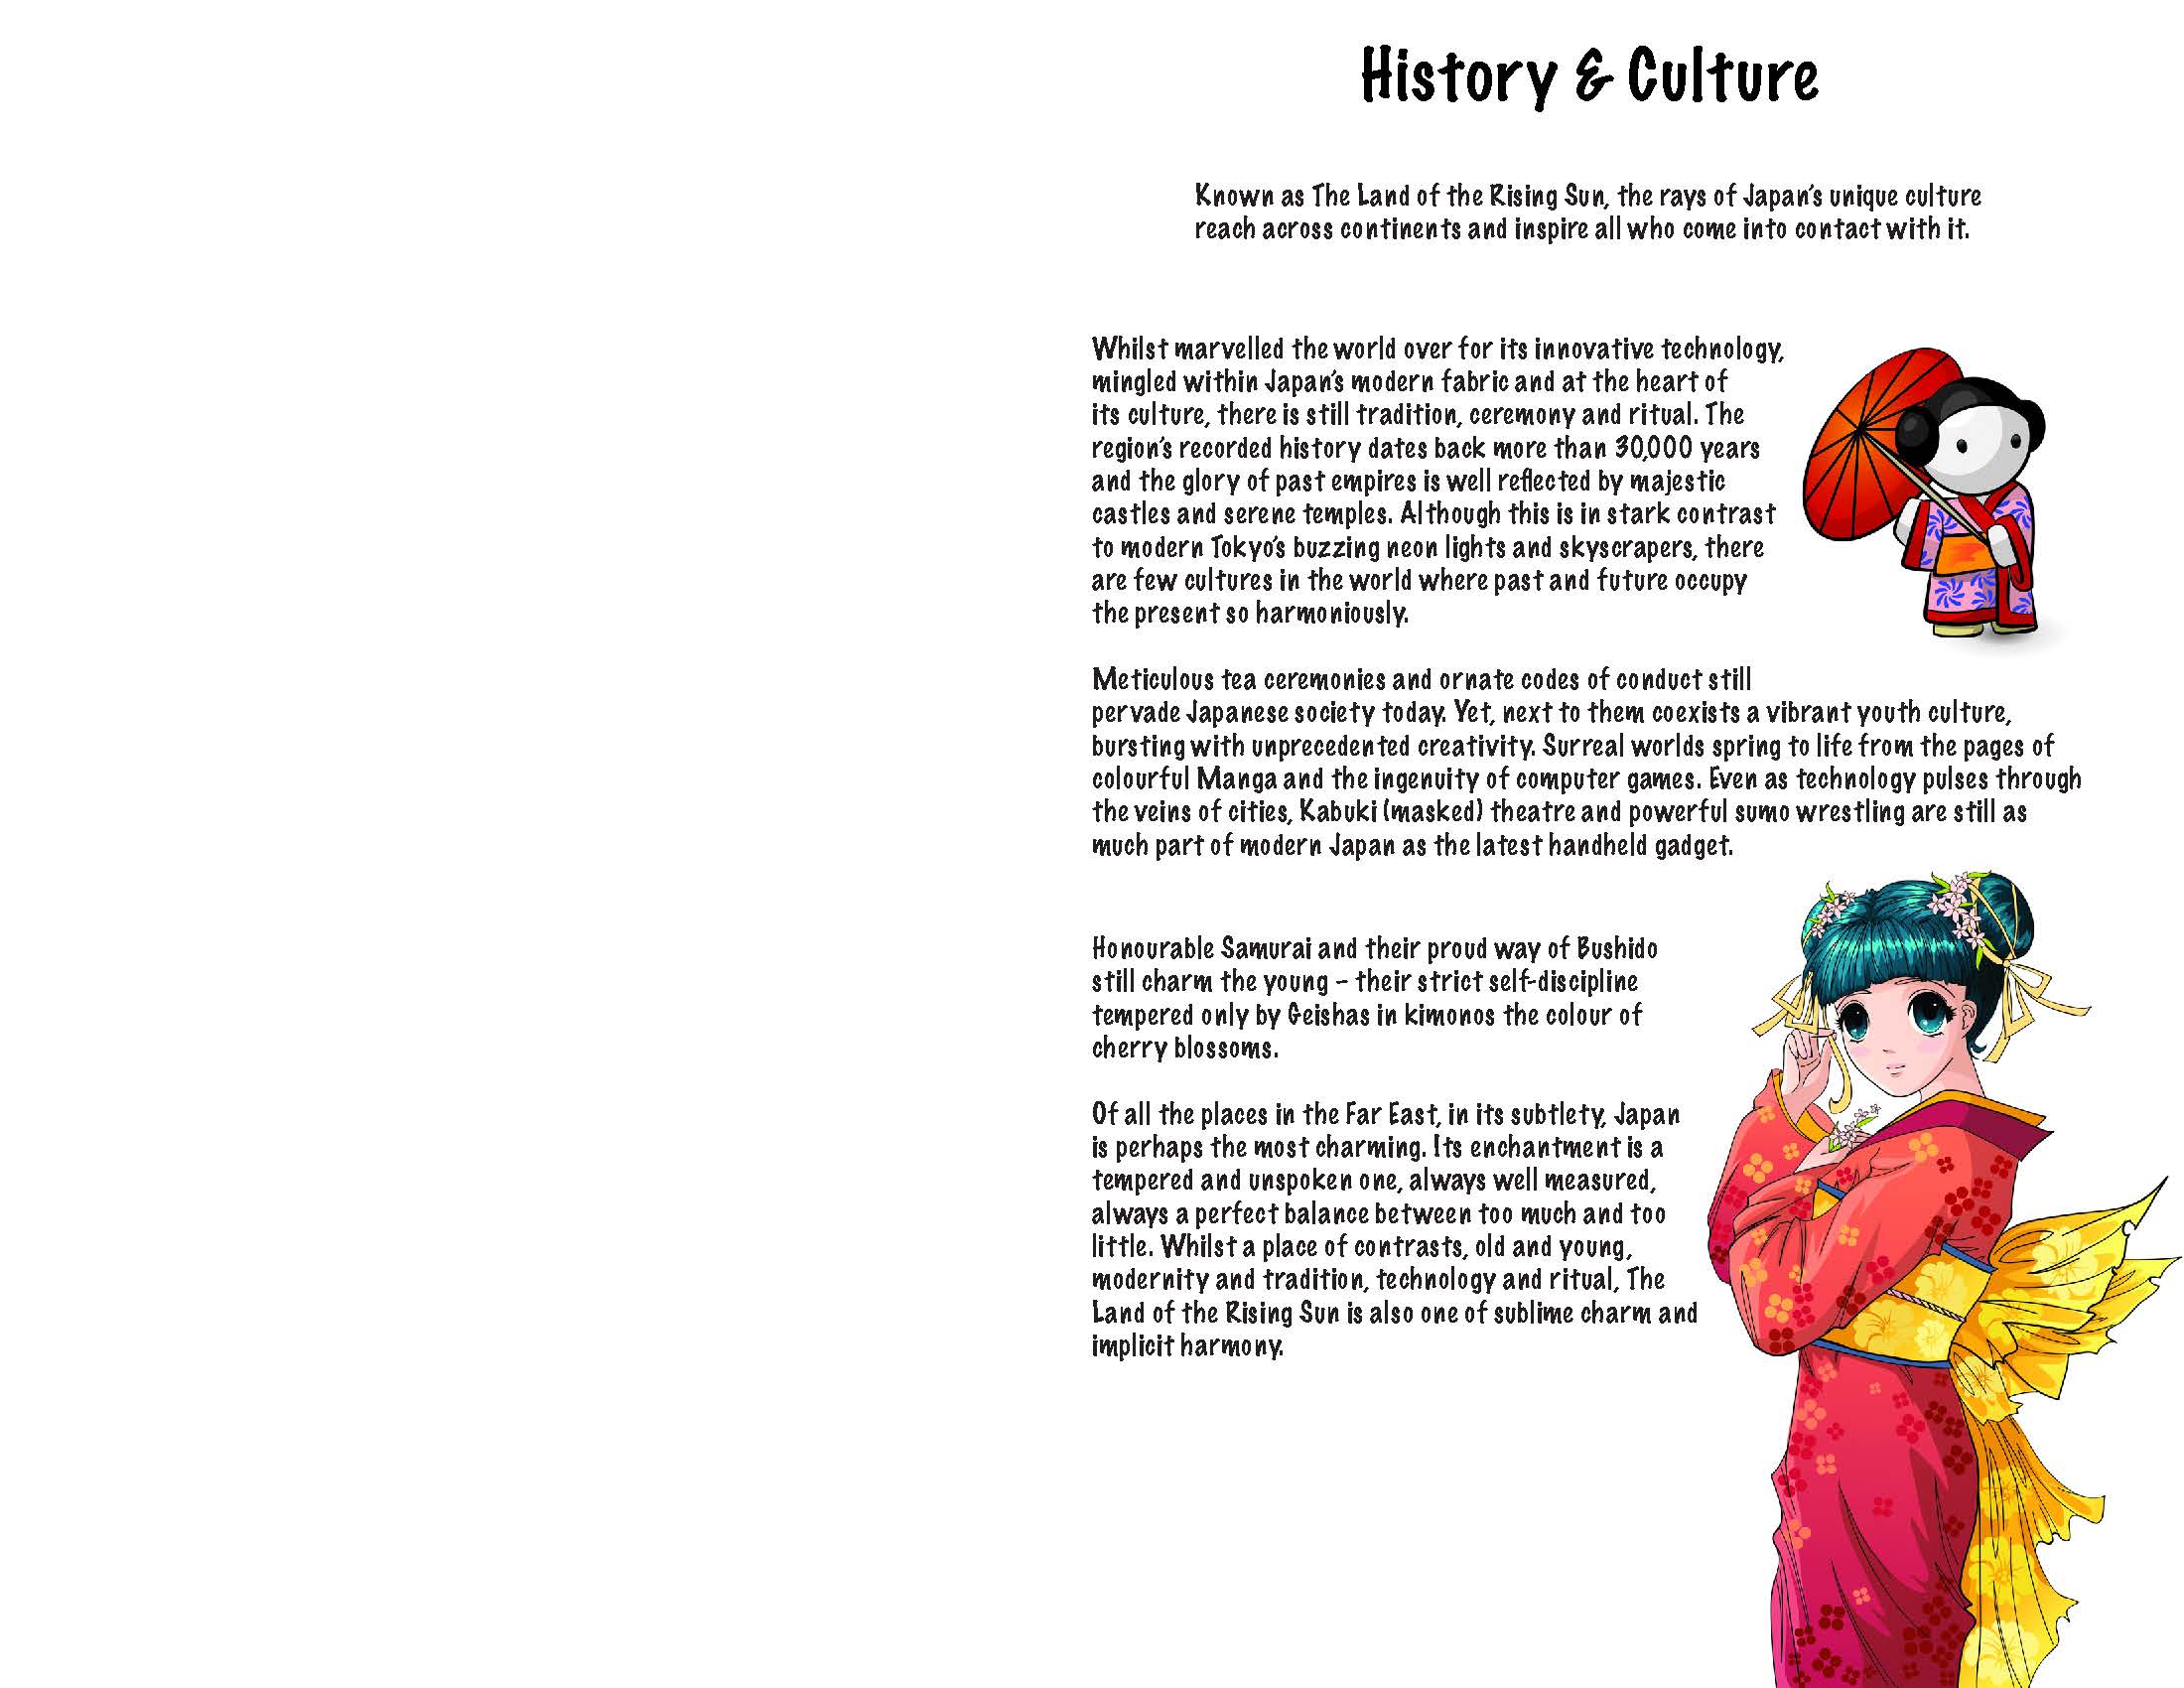 History & Culture
Known as The Land of the Rising Sun, the rays of Japan's unique culture
reach across continents and inspire all who come into contact with it.
Whilst marvelled the world over for its innovative technology,
mingled within Japan's modern fabric and at the heart of
its culture, there is still tradition, ceremony and ritual. The
region's recorded history dates back more than 30,000 years
and the glory of past empires is well reflected by majestic
castles and serene temples. Although this is in stark contrast
to modern Tokyo's buzzing neon lights and skyscrapers, there
are few cultures in the world where past and future occupy
the present so harmoniously.
Meticulous tea ceremonies and ornate codes of conduct still
pervade Japanese society today. Yet, next to them coexists a vibrant youth culture,
bursting with unprecedented creativity. Surreal worlds spring to life from the pages of
colourful Manga and the ingenuity of computer games. Even as technology pulses through
the veins of cities, Kabuki (masked) theatre and powerful sumo wrestling are still as
much part of modern Japan as the latest handheld gadget.
Honourable Samurai and their proud way of Bushido
still charm the young – their strict self-discipline
tempered only by Geishas in kimonos the colour of
cherry blossoms.
Of all the places in the Far East, in its subtlety, Japan
is perhaps the most charming. Its enchantment is a
tempered and unspoken one, always well measured,
always a perfect balance between too much and too
little. Whilst a place of contrasts, old and young,
modernity and tradition, technology and ritual, The
Land of the Rising Sun is also one of sublime charm and
implicit harmony.